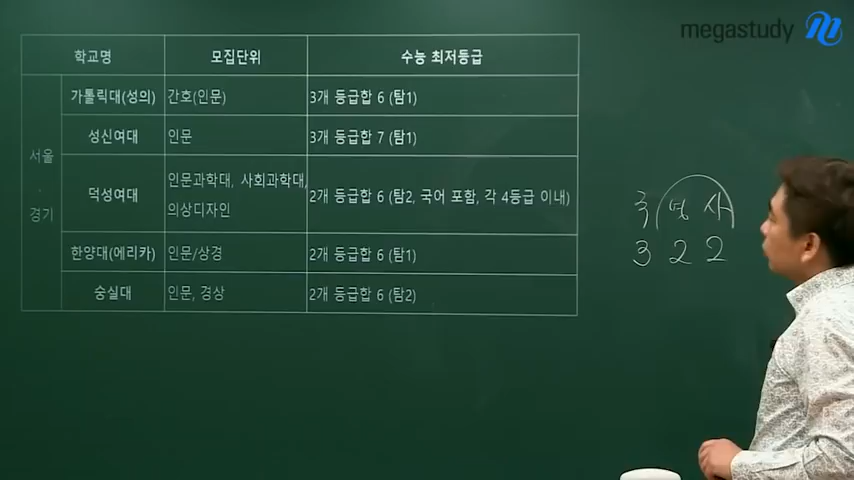 megastudy
학교명 모집단위 수능 최저등급
가톨릭대(성의) 간호(인문) 3개 등급합 6 (탐1)
성신여대 인문 3개 등급합 7 (탐1)
서울
·
경기
덕성여대 인문과학대, 사회과학대, 2개 등급합 6 (탐2, 국어 포함, 각 4등급 이내)
의상디자인
한양대(에리카) 인문/상경 2개 등급합 6 (탐1)
숭실대 인문, 경상 2개 등급합 6 (탐2)
국 영 사
3 2 2